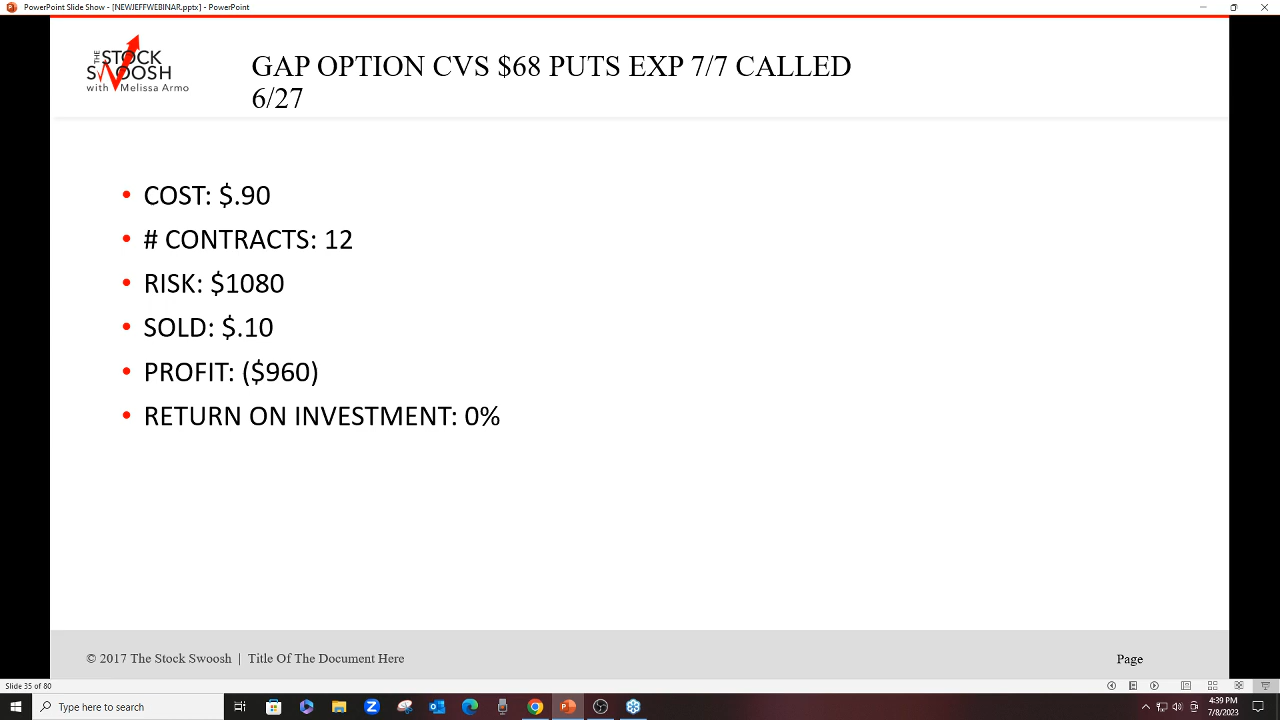 PowerPoint Slide Show - [NEWJEFFWEBINAR.pptx] - PowerPoint
THE
STOCK
SWOOSH
with Melissa Armo
GAP OPTION CVS $68 PUTS EXP 7/7 CALLED
6/27
• COST: $.90
• # CONTRACTS: 12
• RISK: $1080
• SOLD: $.10
• PROFIT: ($960)
• RETURN ON INVESTMENT: 0%
© 2017 The Stock Swoosh | Title Of The Document Here
Page
Slide 35 of 80
Type here to search
4:39 PM
7/8/2023